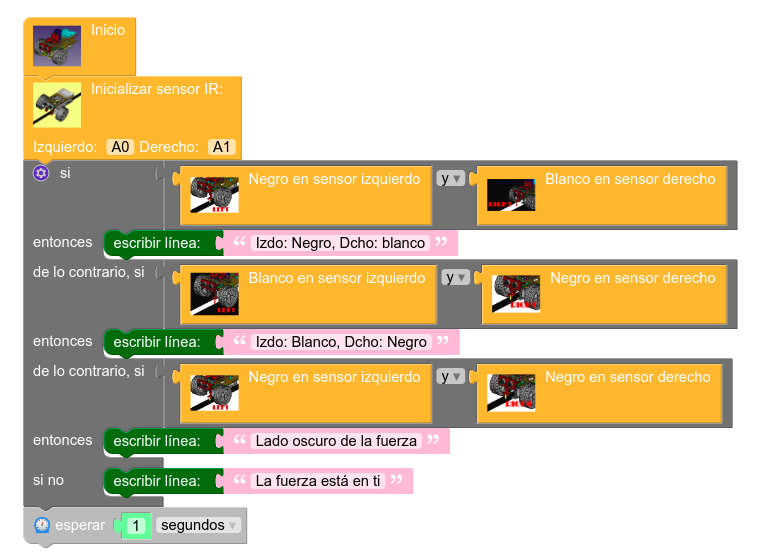 Inicio
Inicializar sensor IR:
Izquierdo: A0 Derecho: A1
si Negro en sensor izquierdo y Blanco en sensor derecho
LEFT
entonces escribir línea: “ Izdo: Negro, Dcho: blanco ”
de lo contrario, si Blanco en sensor izquierdo y Negro en sensor derecho
LEFT
entonces escribir línea: “ Izdo: Blanco, Dcho: Negro ”
de lo contrario, si Negro en sensor izquierdo y Negro en sensor derecho
LEFT
entonces escribir línea: “ Lado oscuro de la fuerza ”
si no escribir línea: “ La fuerza está en ti ”
esperar 1 segundos